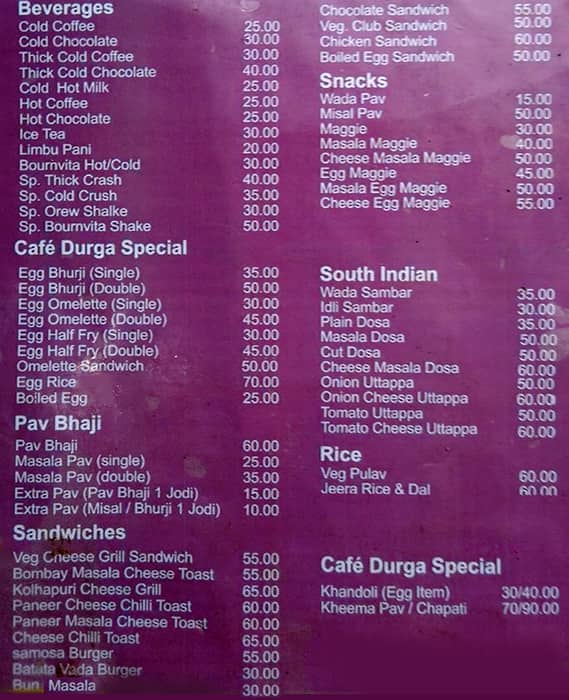 Beverages
Cold Coffee 25.00
Cold Chocolate 30.00
Thick Cold Coffee 30.00
Thick Cold Chocolate 40.00
Cold Hot Milk 25.00
Hot Coffee 25.00
Hot Chocolate 25.00
Ice Tea 30.00
Limbu Pani 20.00
Bournvita Hot/Cold 30.00
Sp. Thick Crash 40.00
Sp. Cold Crush 35.00
Sp. Orew Shalke 30.00
Sp. Bournvita Shake 50.00
Café Durga Special
Egg Bhurji (Single) 35.00
Egg Bhurji (Double) 50.00
Egg Omelette (Single) 30.00
Egg Omelette (Double) 45.00
Egg Half Fry (Single) 30.00
Egg Half Fry (Double) 45.00
Omelette Sandwich 50.00
Egg Rice 70.00
Boiled Egg 25.00
Pav Bhaji
Pav Bhaji 60.00
Masala Pav (single) 25.00
Masala Pav (double) 35.00
Extra Pav (Pav Bhaji 1 Jodi) 15.00
Extra Pav (Misal / Bhurji 1 Jodi) 10.00
Sandwiches
Veg Cheese Grill Sandwich 55.00
Bombay Masala Cheese Toast 55.00
Kolhapuri Cheese Grill 65.00
Paneer Cheese Chilli Toast 60.00
Paneer Masala Cheese Toast 60.00
Cheese Chilli Toast 65.00
samosa Burger 55.00
Batata Vada Burger 30.00
Bun Masala 30.00
Chocolate Sandwich 55.00
Veg. Club Sandwich 50.00
Chicken Sandwich 60.00
Boiled Egg Sandwich 50.00
Snacks
Wada Pav 15.00
Misal Pav 50.00
Maggie 30.00
Masala Maggie 40.00
Cheese Masala Maggie 50.00
Egg Maggie 45.00
Masala Egg Maggie 50.00
Cheese Egg Maggie 55.00
South Indian
Wada Sambar 35.00
Idli Sambar 30.00
Plain Dosa 35.00
Masala Dosa 50.00
Cut Dosa 50.00
Cheese Masala Dosa 60.00
Onion Uttappa 50.00
Onion Cheese Uttappa 60.00
Tomato Uttappa 50.00
Tomato Cheese Uttappa 60.00
Rice
Veg Pulav 60.00
Jeera Rice & Dal 60.00
Café Durga Special
Khandoli (Egg Item) 30/40.00
Kheema Pav / Chapati 70/90.00